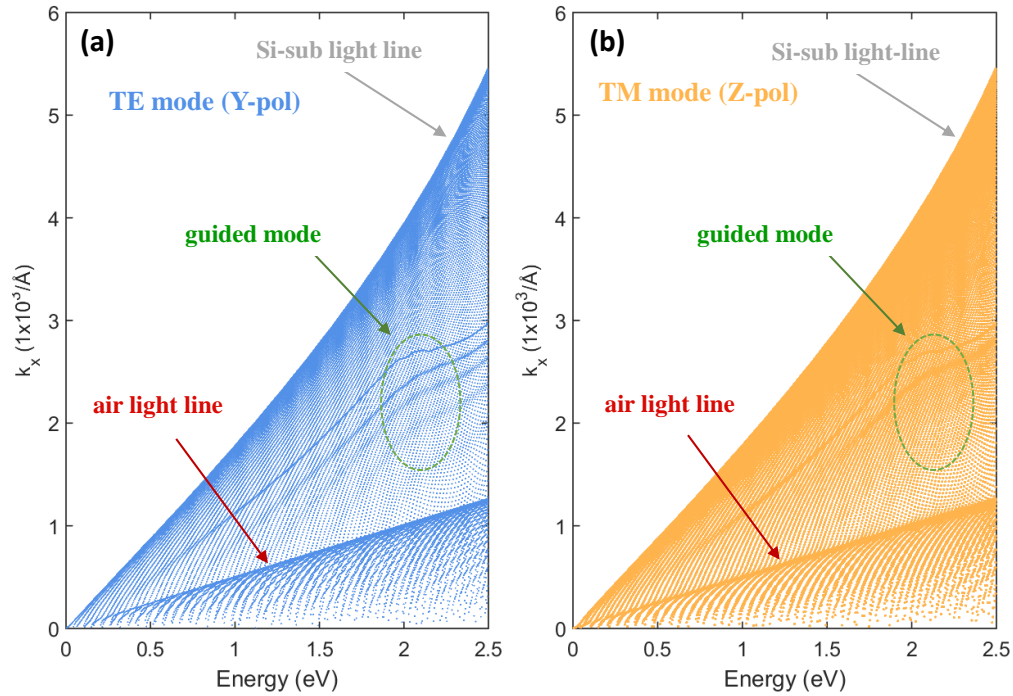 (a)
Si-sub light line
TE mode (Y-pol)
guided mode
air light line
k_x (1x10³/Å)
0
1
2
3
4
5
6
0
0.5
1
1.5
2
2.5
Energy (eV)
(b)
Si-sub light-line
TM mode (Z-pol)
guided mode
air light line
k_x (1x10³/Å)
0
1
2
3
4
5
6
0
0.5
1
1.5
2
2.5
Energy (eV)